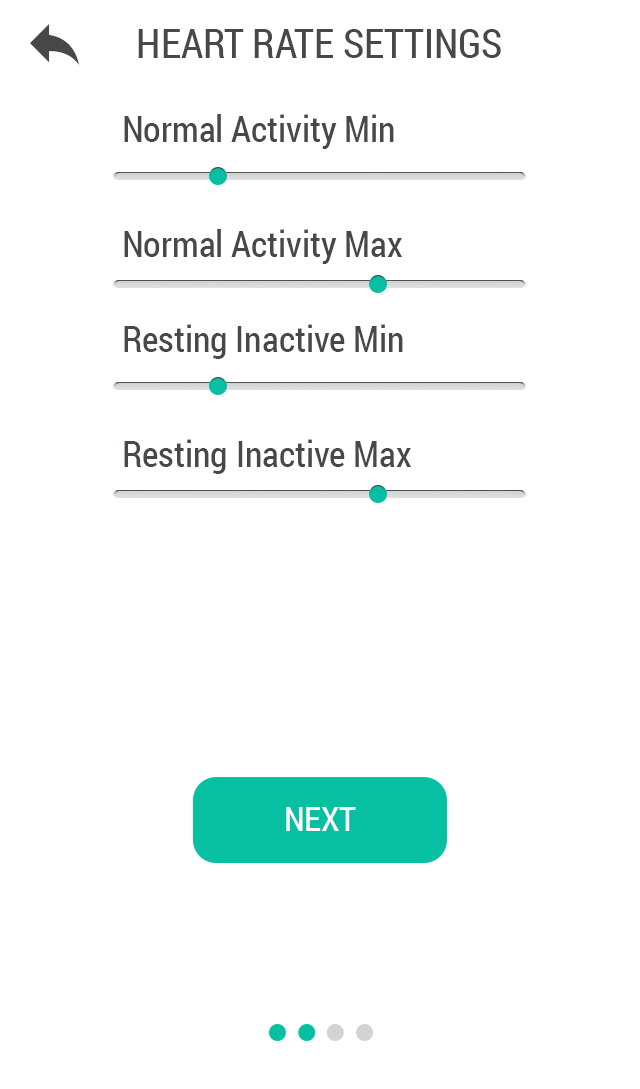 HEART RATE SETTINGS
Normal Activity Min
Normal Activity Max
Resting Inactive Min
Resting Inactive Max
NEXT